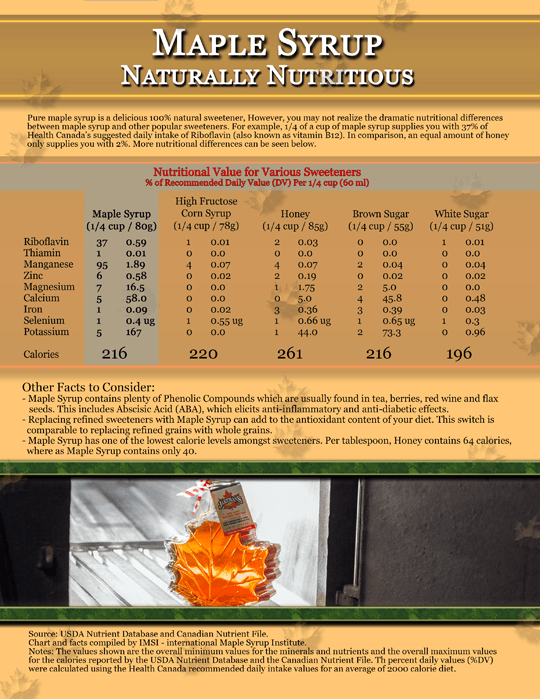 Maple Syrup
Naturally Nutritious
Pure maple syrup is a delicious 100% natural sweetener, However, you may not realize the dramatic nutritional differences
between maple syrup and other popular sweeteners. For example, 1/4 of a cup of maple syrup supplies you with 37% of
Health Canada's suggested daily intake of Riboflavin (also known as vitamin B12). In comparison, an equal amount of honey
only supplies you with 2%. More nutritional differences can be seen below.
Nutritional Value for Various Sweeteners
% of Recommended Daily Value (DV) Per 1/4 cup (60 ml)
Maple Syrup (1/4 cup / 80g) High Fructose Corn Syrup (1/4 cup / 78g) Honey (1/4 cup / 85g) Brown Sugar (1/4 cup / 55g) White Sugar (1/4 cup / 51g)
Riboflavin 37 0.59 1 0.01 2 0.03 0 0.0 1 0.01
Thiamin 1 0.01 0 0.0 0 0.0 0 0.0 0 0.0
Manganese 95 1.89 4 0.07 4 0.07 2 0.04 0 0.04
Zinc 6 0.58 0 0.02 2 0.19 0 0.02 0 0.02
Magnesium 7 16.5 0 0.0 1 1.75 2 5.0 0 0.0
Calcium 5 58.0 0 0.0 0 5.0 4 45.8 0 0.48
Iron 1 0.09 0 0.02 3 0.36 3 0.39 0 0.03
Selenium 1 0.4 ug 1 0.55 ug 1 0.66 ug 1 0.65 ug 1 0.3
Potassium 5 167 0 0.0 1 44.0 2 73.3 0 0.96
Calories 216 220 261 216 196
Other Facts to Consider:
- Maple Syrup contains plenty of Phenolic Compounds which are usually found in tea, berries, red wine and flax
seeds. This includes Abscisic Acid (ABA), which elicits anti-inflammatory and anti-diabetic effects.
- Replacing refined sweeteners with Maple Syrup can add to the antioxidant content of your diet. This switch is
comparable to replacing refined grains with whole grains.
- Maple Syrup has one of the lowest calorie levels amongst sweeteners. Per tablespoon, Honey contains 64 calories,
where as Maple Syrup contains only 40.
Source: USDA Nutrient Database and Canadian Nutrient File.
Chart and facts compiled by IMSI - international Maple Syrup Institute.
Notes: The values shown are the overall minimum values for the minerals and nutrients and the overall maximum values
for the calories reported by the USDA Nutrient Database and the Canadian Nutrient File. Th percent daily values (%DV)
were calculated using the Health Canada recommended daily intake values for an average of 2000 calorie diet.